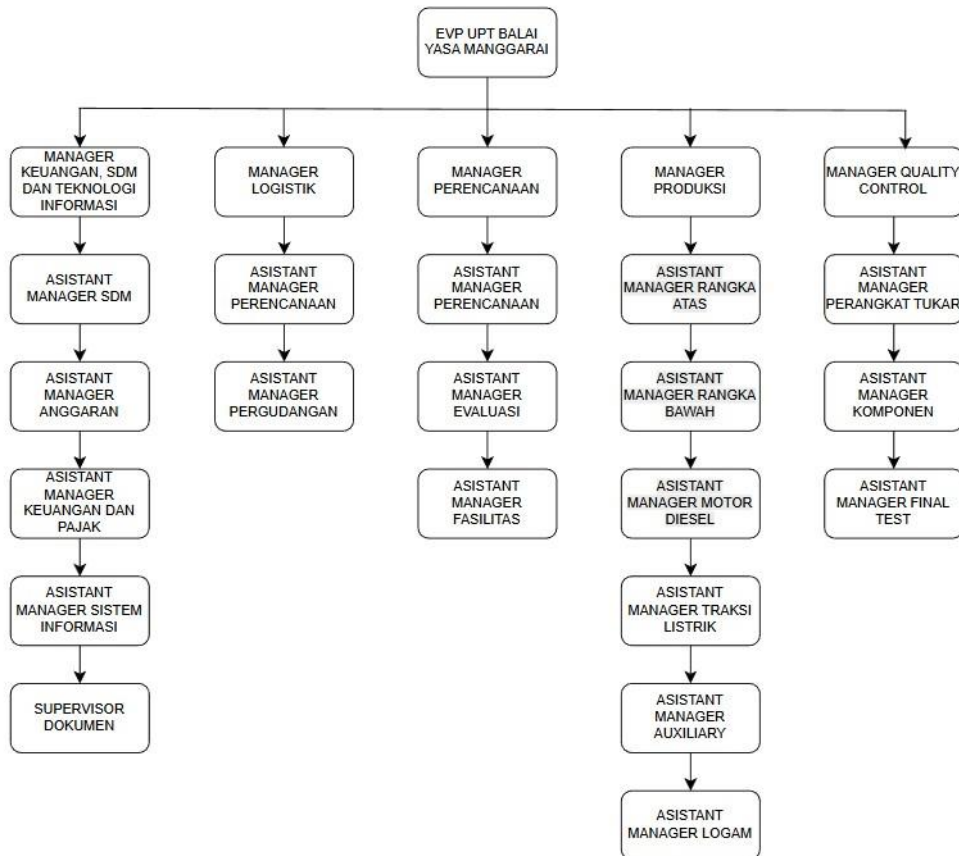 EVP UPT BALAI
YASA MANGGARAI
MANAGER
KEUANGAN, SDM
DAN TEKNOLOGI
INFORMASI
MANAGER
LOGISTIK
MANAGER
PERENCANAAN
MANAGER
PRODUKSI
MANAGER QUALITY
CONTROL
ASISTANT
MANAGER SDM
ASISTANT
MANAGER
PERENCANAAN
ASISTANT
MANAGER
PERENCANAAN
ASISTANT
MANAGER RANGKA
ATAS
ASISTANT
MANAGER
PERANGKAT TUKAR
ASISTANT
MANAGER
ANGGARAN
ASISTANT
MANAGER
PERGUDANGAN
ASISTANT
MANAGER
EVALUASI
ASISTANT
MANAGER RANGKA
BAWAH
ASISTANT
MANAGER
KOMPONEN
ASISTANT
MANAGER
KEUANGAN DAN
PAJAK
ASISTANT
MANAGER
FASILITAS
ASISTANT
MANAGER MOTOR
DIESEL
ASISTANT
MANAGER FINAL
TEST
ASISTANT
MANAGER SISTEM
INFORMASI
ASISTANT
MANAGER TRAKSI
LISTRIK
SUPERVISOR
DOKUMEN
ASISTANT
MANAGER
AUXILIARY
ASISTANT
MANAGER LOGAM